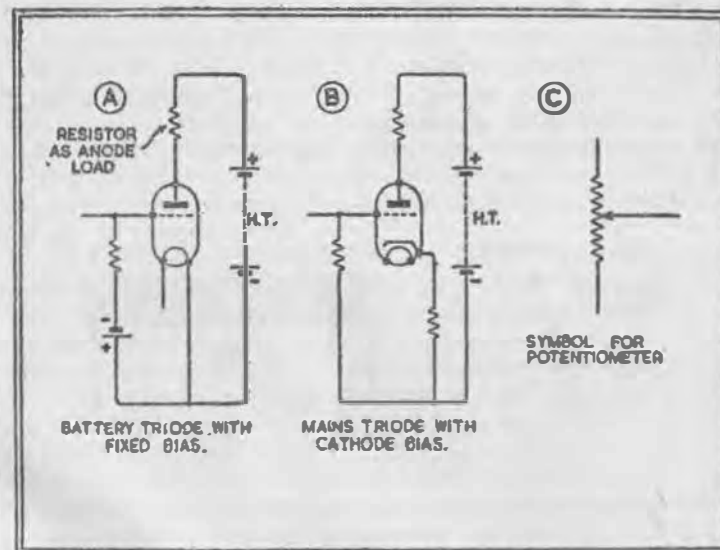 A
RESISTOR
AS ANODE
LOAD
+
H.T.
-
-
+
BATTERY TRIODE WITH
FIXED BIAS.
B
+
H.T.
-
MAINS TRIODE WITH
CATHODE BIAS.
C
SYMBOL FOR
POTENTIOMETER